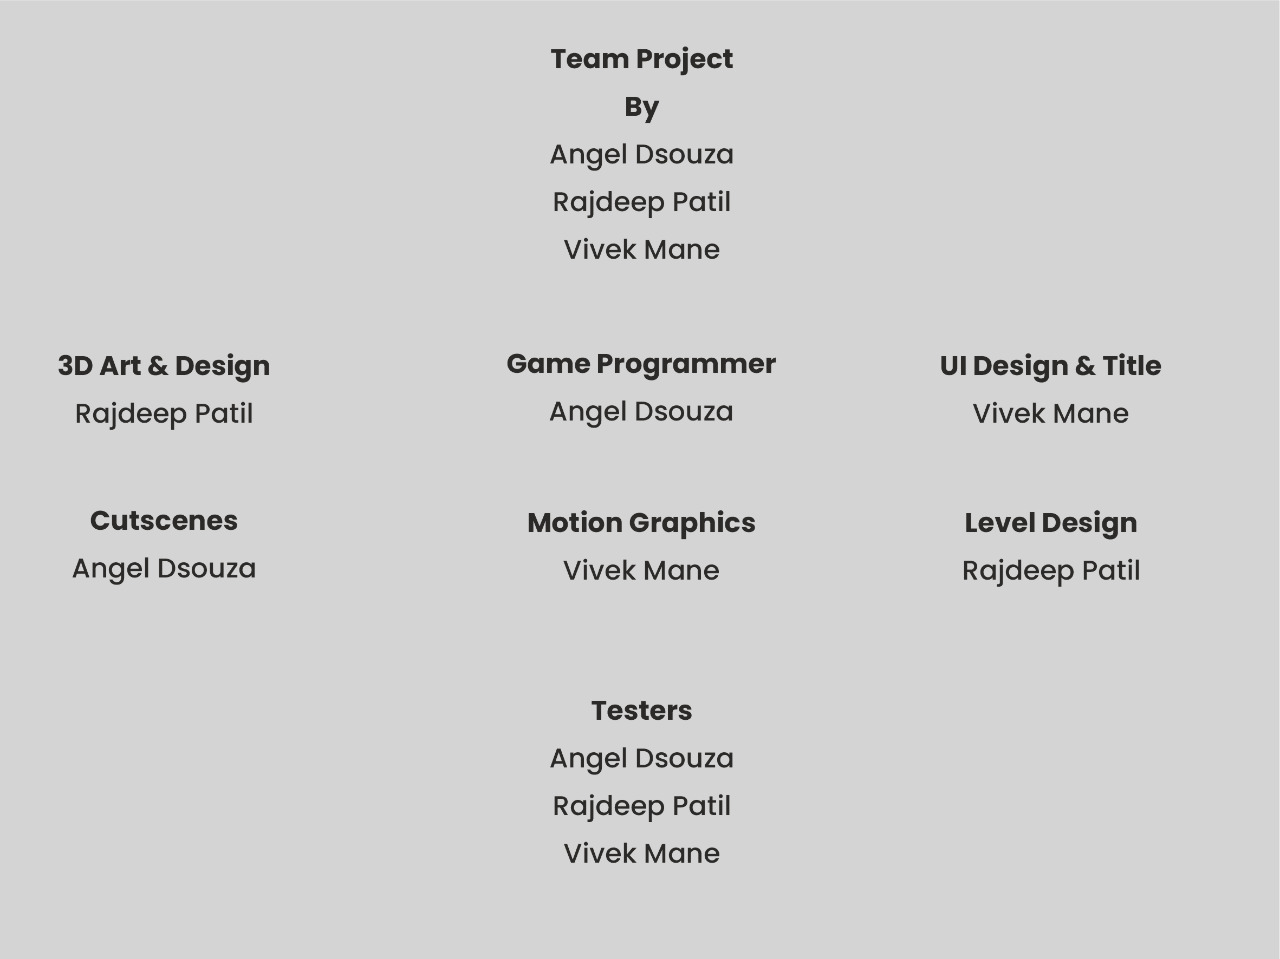 Team Project
By
Angel Dsouza
Rajdeep Patil
Vivek Mane
3D Art & Design
Rajdeep Patil
Game Programmer
Angel Dsouza
UI Design & Title
Vivek Mane
Cutscenes
Angel Dsouza
Motion Graphics
Vivek Mane
Level Design
Rajdeep Patil
Testers
Angel Dsouza
Rajdeep Patil
Vivek Mane